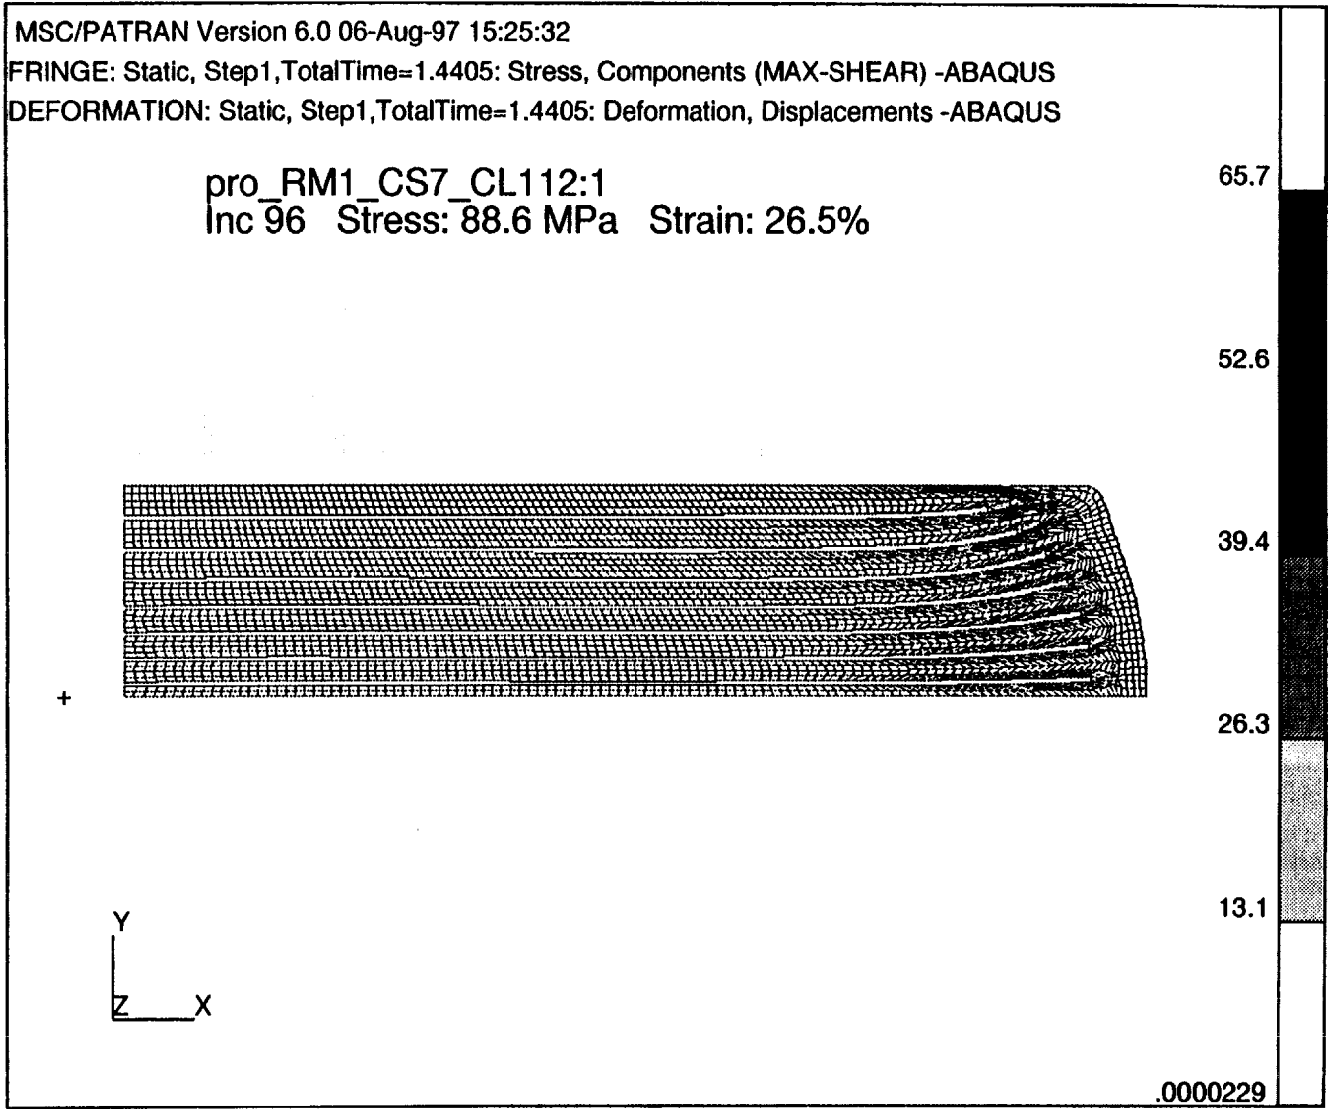 MSC/PATRAN Version 6.0 06-Aug-97 15:25:32
FRINGE: Static, Step1,TotalTime=1.4405: Stress, Components (MAX-SHEAR) -ABAQUS
DEFORMATION: Static, Step1,TotalTime=1.4405: Deformation, Displacements -ABAQUS
pro_RM1_CS7_CL112:1
Inc 96 Stress: 88.6 MPa Strain: 26.5%
65.7
52.6
39.4
26.3
13.1
.0000229
Y
Z X